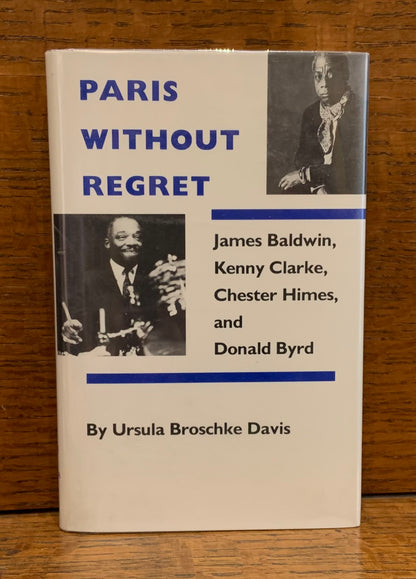 PARIS
WITHOUT
REGRET
James Baldwin,
Kenny Clarke,
Chester Himes,
and
Donald Byrd
By Ursula Broschke Davis